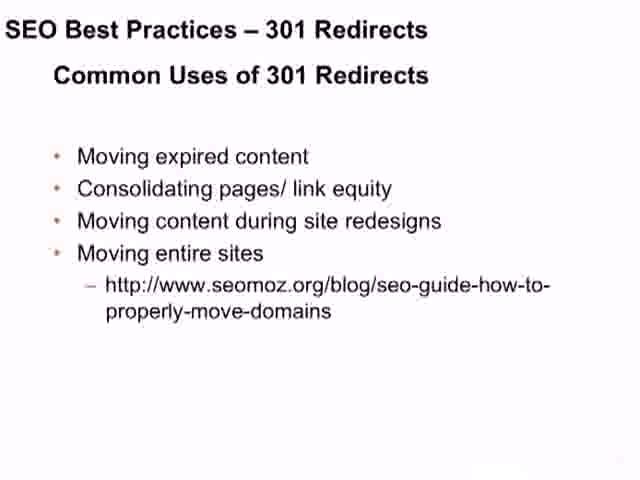 SEO Best Practices – 301 Redirects
Common Uses of 301 Redirects
• Moving expired content
• Consolidating pages/ link equity
• Moving content during site redesigns
• Moving entire sites
– http://www.seomoz.org/blog/seo-guide-how-to-
properly-move-domains